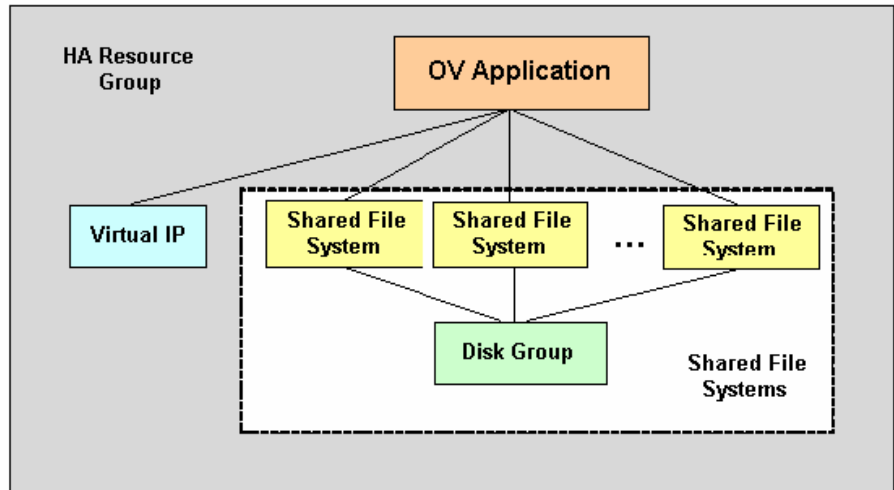 HA Resource
Group
OV Application
Virtual IP
Shared File
System
Shared File
System
...
Shared File
System
Disk Group
Shared File
Systems